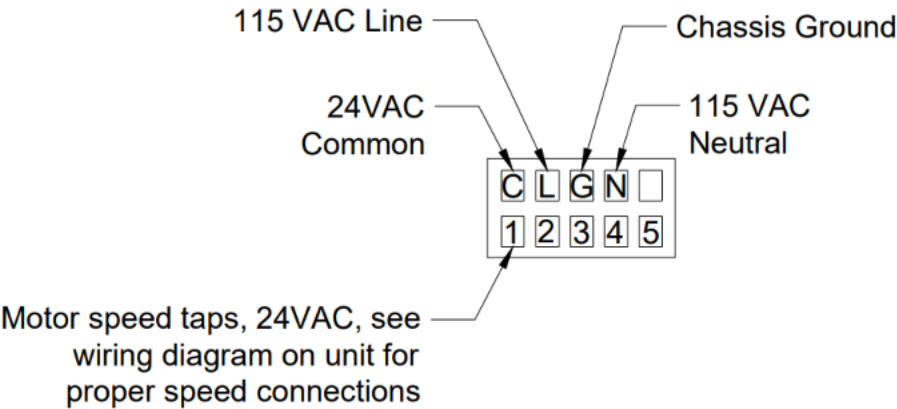 115 VAC Line
Chassis Ground
24VAC
Common
115 VAC
Neutral
C L G N
1 2 3 4 5
Motor speed taps, 24VAC, see
wiring diagram on unit for
proper speed connections